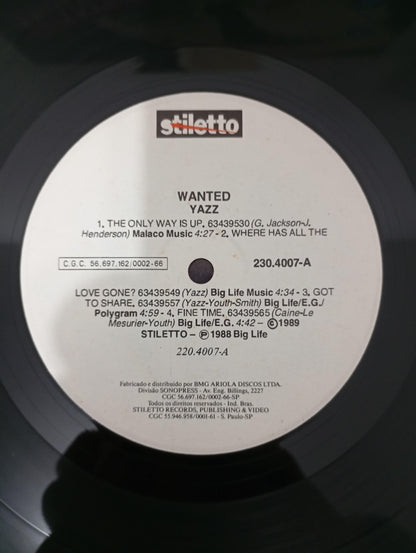 stiletto
WANTED
YAZZ
1. THE ONLY WAY IS UP. 63439530 (G. Jackson-J.
Henderson) Malaco Music 4:27 - 2. WHERE HAS ALL THE
C.G.C. 56.697.162/0002-66
230.4007-A
LOVE GONE? 63439549 (Yazz) Big Life Music 4:34 - 3. GOT
TO SHARE. 63439557 (Yazz-Youth-Smith) Big Life/E.G./
Polygram 4:59 - 4. FINE TIME. 63439565 (Caine-Le
Mesurier-Youth) Big Life/E.G. 4:42 – ©1989
STILETTO – ℗ 1988 Big Life
220.4007-A
Fabricado e distribuído por BMG ARIOLA DISCOS LTDA.
Divisão SONOPRESS - Av. Eng. Billings, 2227
CGC 56.697.162/0002-66-SP
Todos os direitos reservados - Ind. Bras.
STILETTO RECORDS, PUBLISHING & VIDEO
CGC 55.946.958/0001-61 - S. Paulo-SP